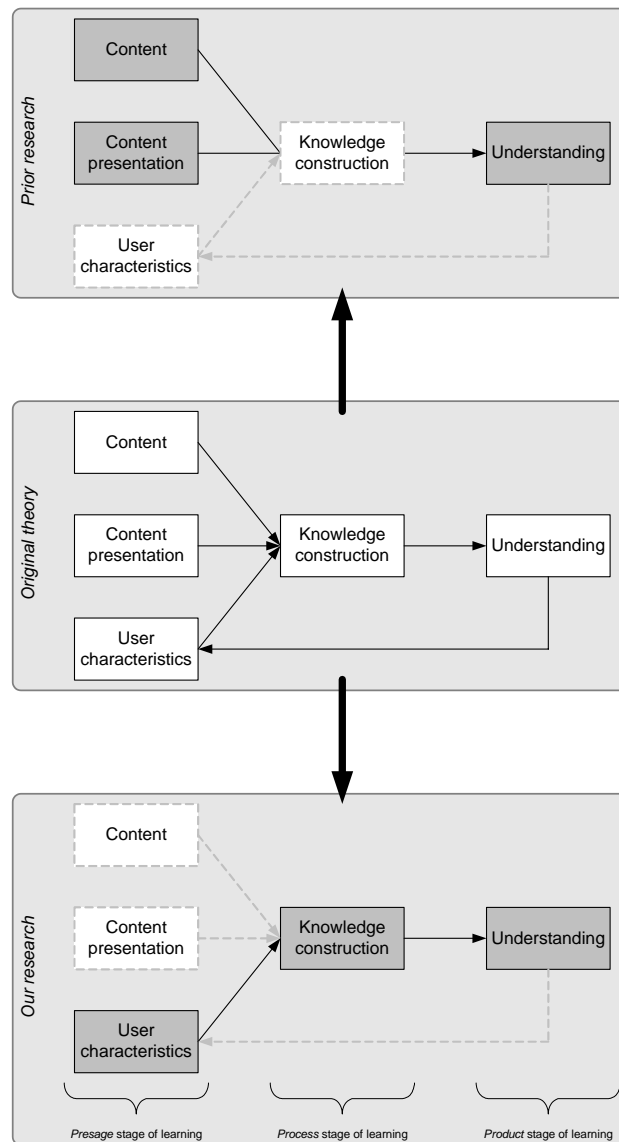 Prior research
Content
Content
presentation
User
characteristics
Knowledge
construction
Understanding
Original theory
Content
Content
presentation
User
characteristics
Knowledge
construction
Understanding
Our research
Content
Content
presentation
User
characteristics
Knowledge
construction
Understanding
Presage stage of learning
Process stage of learning
Product stage of learning